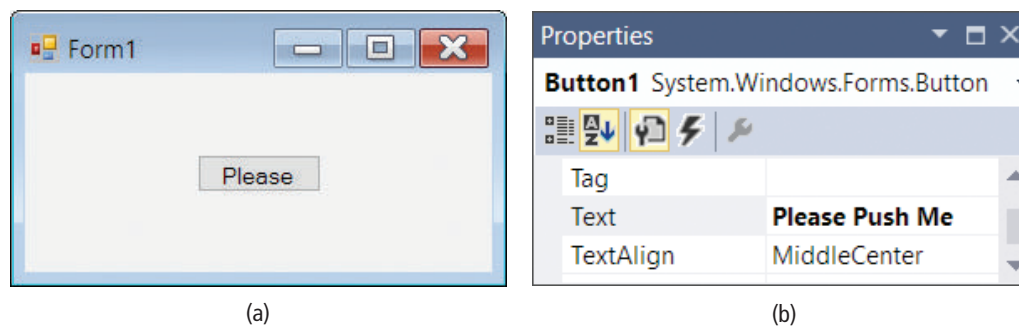 Form1
Please
(a)
Properties
Button1 System.Windows.Forms.Button
Tag
Text Please Push Me
TextAlign MiddleCenter
(b)